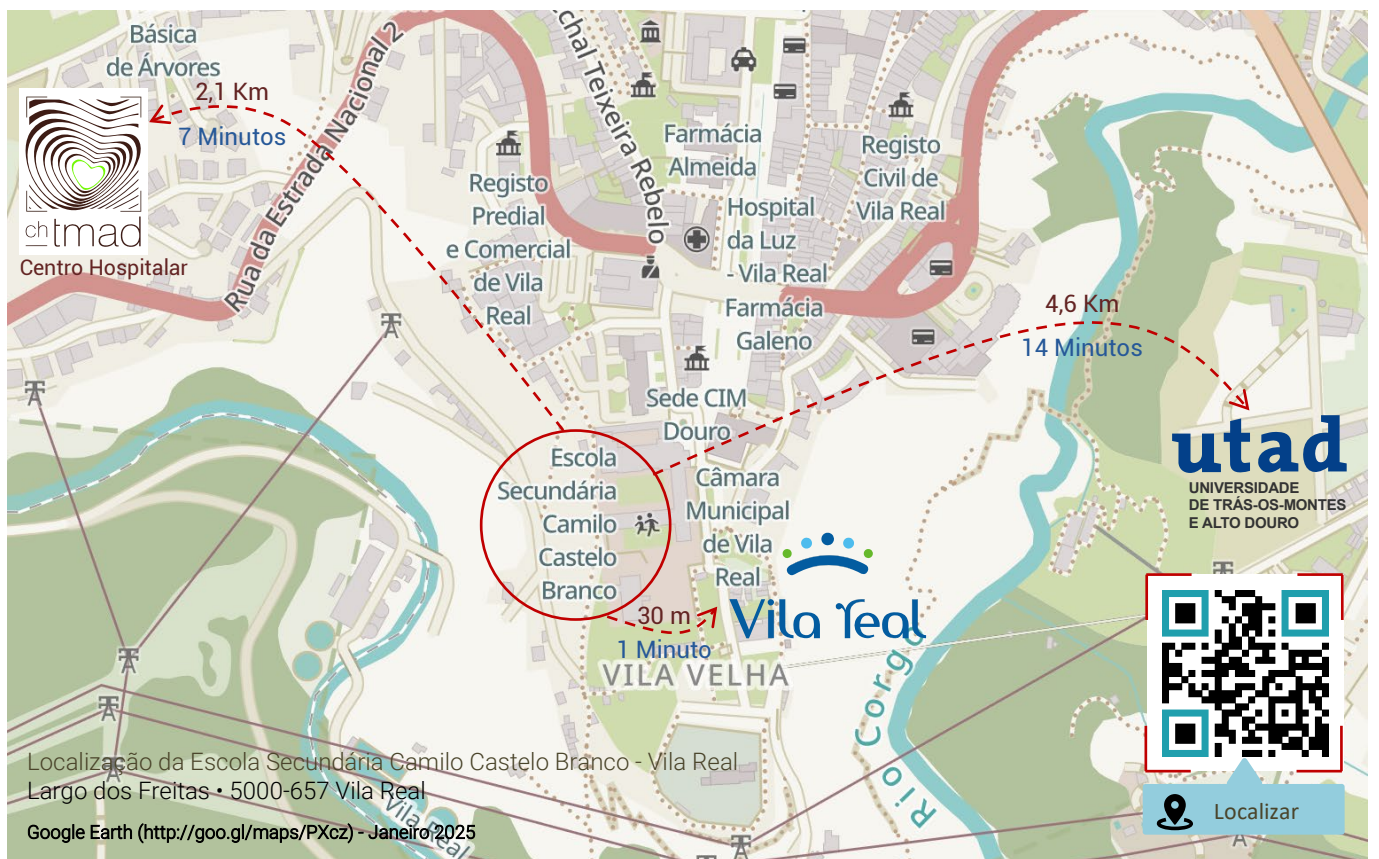 Básica
de Árvores
2,1 Km
7 Minutos
ch tmad
Centro Hospitalar
Rua da Estrada Nacional 2
chal Teixeira Rebelo
Registo
Predial
e Comercial
de Vila
Real
Farmácia
Almeida
Registo
Civil de
Vila Real
Hospital
da Luz
- Vila Real
Farmácia
Galeno
4,6 Km
14 Minutos
Sede CIM
Douro
Escola
Secundária
Camilo
Castelo
Branco
Câmara
Municipal
de Vila
Real
utad
UNIVERSIDADE
DE TRÁS-OS-MONTES
E ALTO DOURO
Vila real
30 m
1 Minuto
VILA VELHA
Rio Corgo
Localização da Escola Secundária Camilo Castelo Branco - Vila Real
Largo dos Freitas • 5000-657 Vila Real
Vila Real
Google Earth (http://goo.gl/maps/PXcz) - Janeiro 2025
Localizar